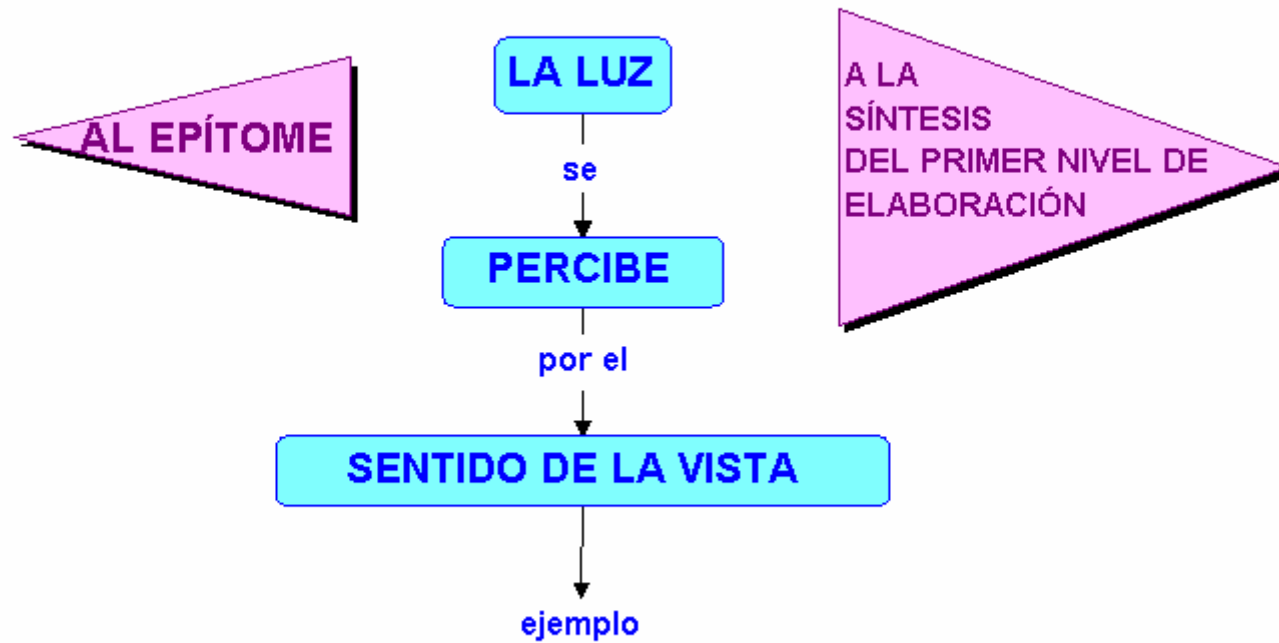 LA LUZ
AL EPÍTOME
A LA
SÍNTESIS
DEL PRIMER NIVEL DE
ELABORACIÓN
se
PERCIBE
por el
SENTIDO DE LA VISTA
ejemplo